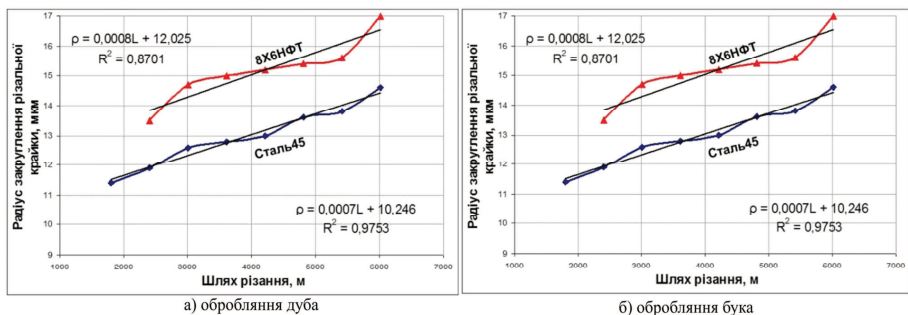 17
16
15
14
13
12
11
10
9
Радіус закруглення різальної
крайки, мкм
ρ = 0,0008L + 12,025
R² = 0,8701
8Х6НФТ
Сталь45
ρ = 0,0007L + 10,246
R² = 0,9753
1000 2000 3000 4000 5000 6000 7000
Шлях різання, м
а) обробляння дуба
17
16
15
14
13
12
11
10
9
Радіус закруглення різальної
крайки, мкм
ρ = 0,0008L + 12,025
R² = 0,8701
8Х6НФТ
Сталь45
ρ = 0,0007L + 10,246
R² = 0,9753
1000 2000 3000 4000 5000 6000 7000
Шлях різання, м
б) обробляння бука